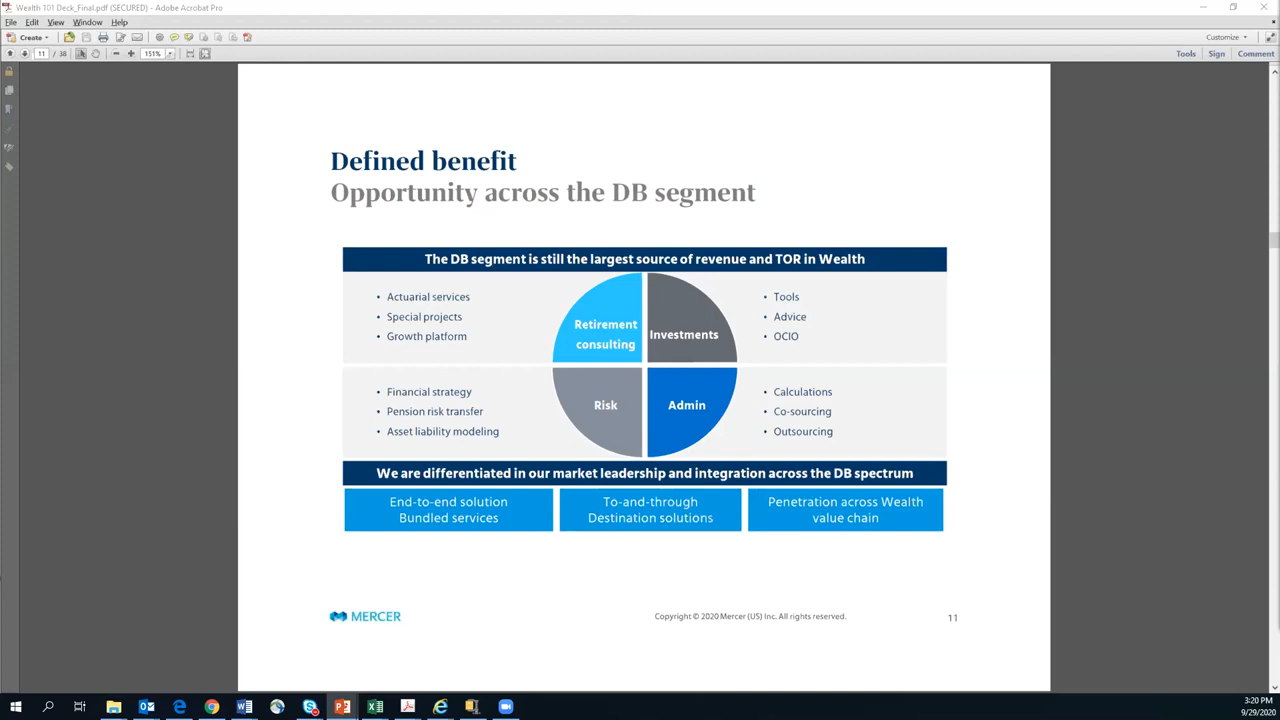 Wealth 101 Deck_Final.pdf (SECURED) - Adobe Acrobat Pro
File Edit View Window Help
Create
Customize
11 / 38
151%
Tools Sign Comment
Defined benefit
Opportunity across the DB segment
The DB segment is still the largest source of revenue and TOR in Wealth
• Actuarial services
• Special projects
• Growth platform
Retirement
consulting
Investments
• Tools
• Advice
• OCIO
• Financial strategy
• Pension risk transfer
• Asset liability modeling
Risk
Admin
• Calculations
• Co-sourcing
• Outsourcing
We are differentiated in our market leadership and integration across the DB spectrum
End-to-end solution
Bundled services
To-and-through
Destination solutions
Penetration across Wealth
value chain
MERCER
Copyright © 2020 Mercer (US) Inc. All rights reserved.
11
3:20 PM
9/29/2020